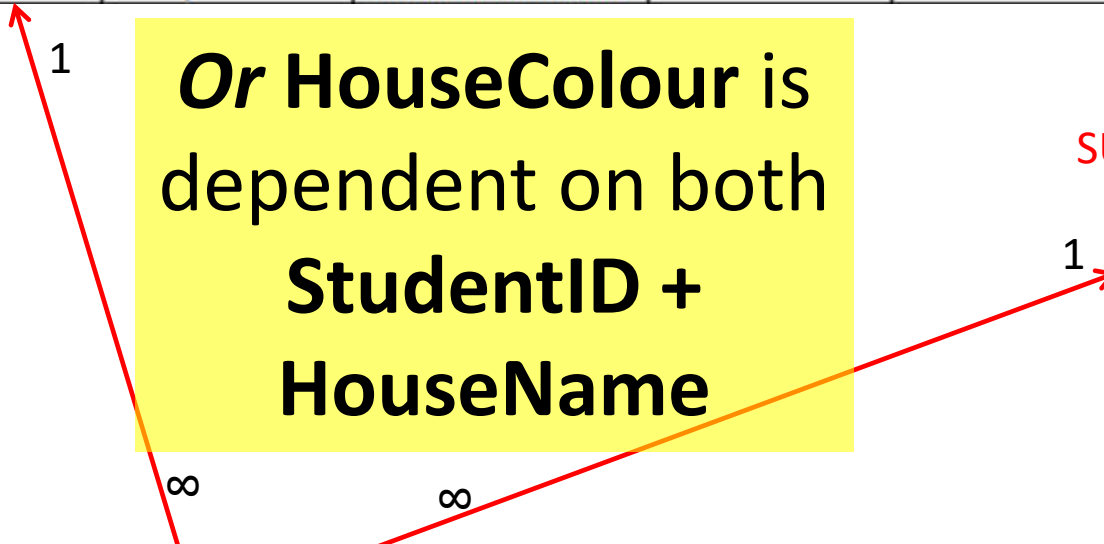 1
Or HouseColour is
dependent on both
StudentID +
HouseName
1
∞
∞